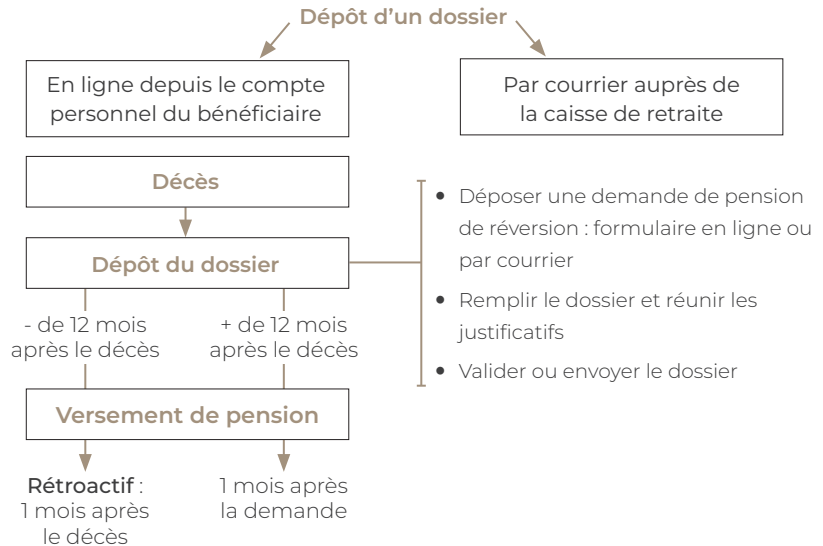 Dépôt d’un dossier
En ligne depuis le compte
personnel du bénéficiaire
Par courrier auprès de
la caisse de retraite
Décès
Dépôt du dossier
- de 12 mois
après le décès
+ de 12 mois
après le décès
Versement de pension
Rétroactif :
1 mois après
le décès
1 mois après
la demande
• Déposer une demande de pension
de réversion : formulaire en ligne ou
par courrier
• Remplir le dossier et réunir les
justificatifs
• Valider ou envoyer le dossier